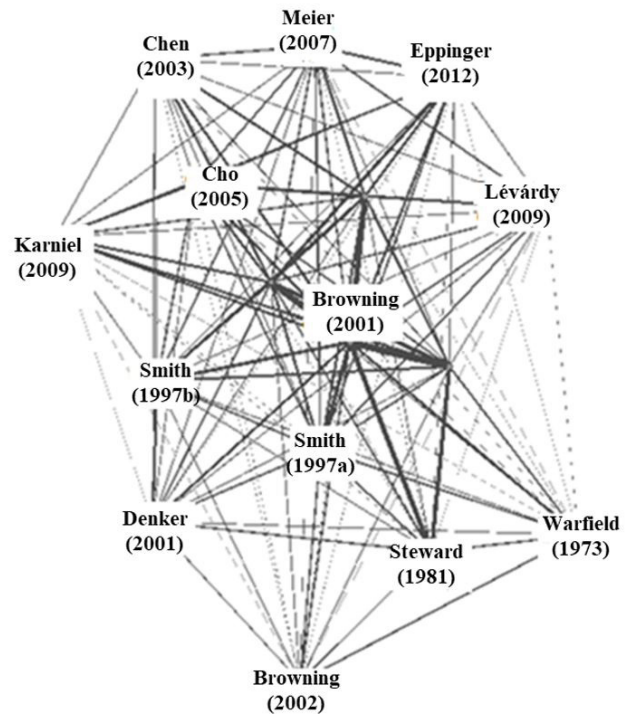 Meier
(2007)
Chen
(2003)
Eppinger
(2012)
Cho
(2005)
Lévárdy
(2009)
Karniel
(2009)
Browning
(2001)
Smith
(1997b)
Smith
(1997a)
Denker
(2001)
Steward
(1981)
Warfield
(1973)
Browning
(2002)